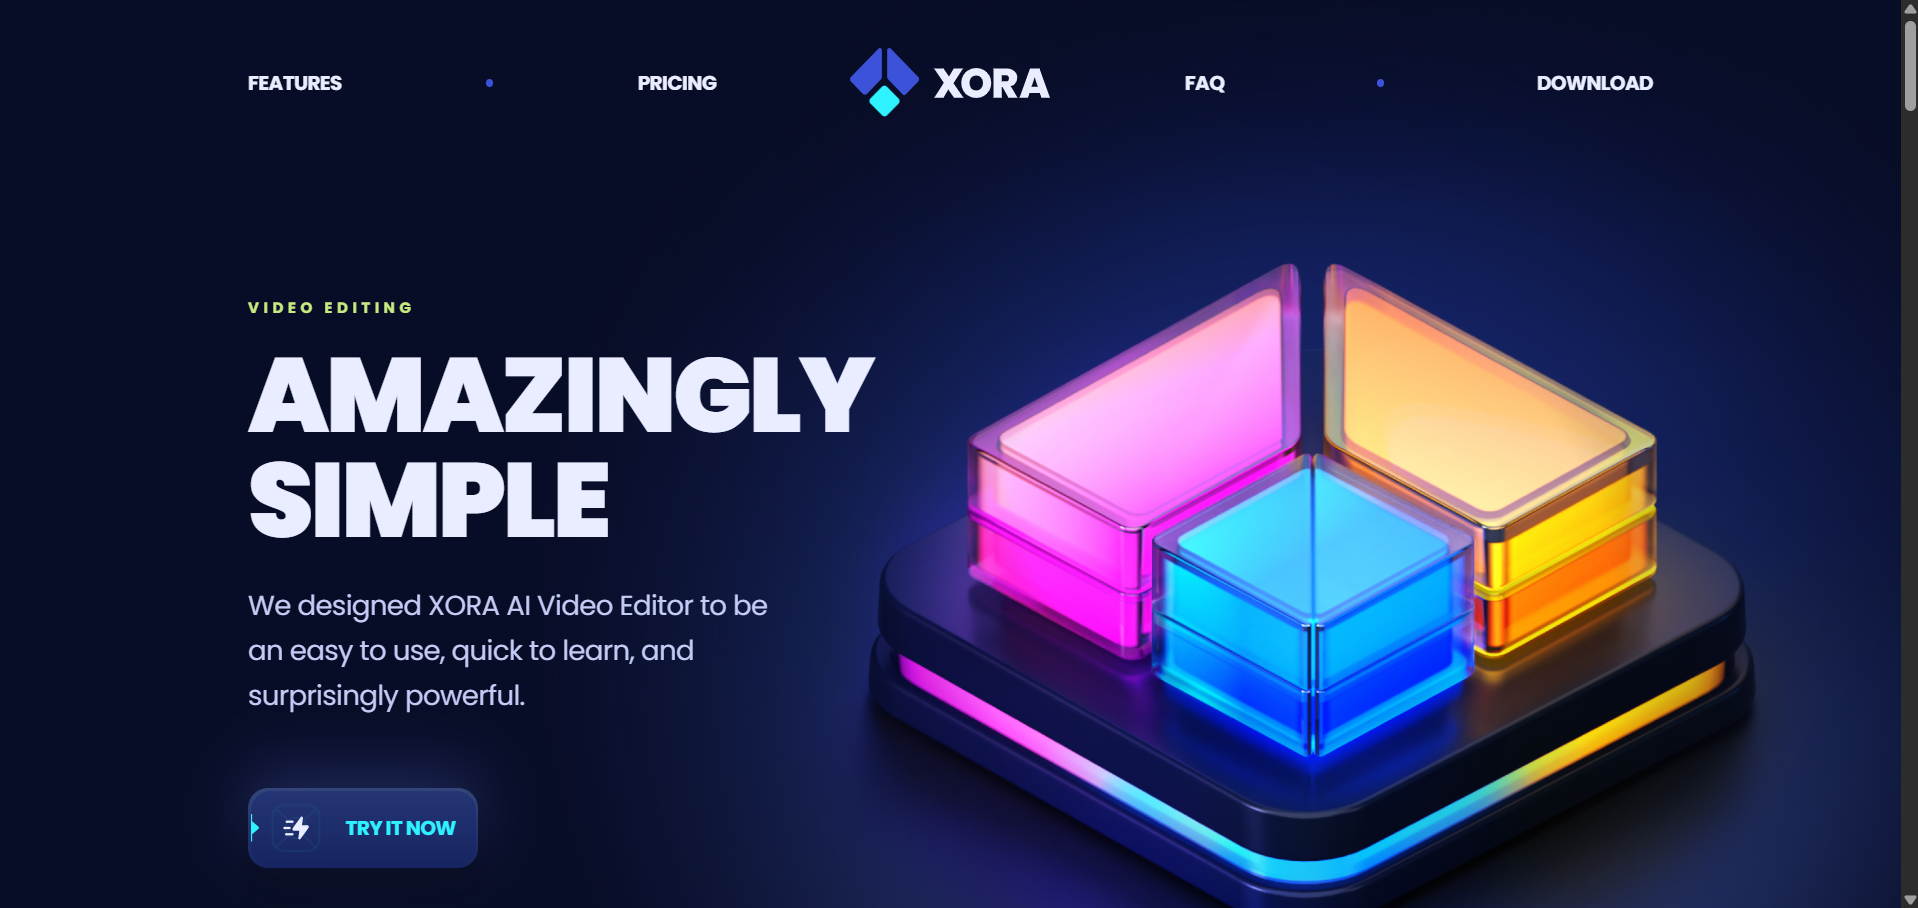 FEATURES
PRICING
XORA
FAQ
DOWNLOAD
VIDEO EDITING
AMAZINGLY
SIMPLE
We designed XORA AI Video Editor to be
an easy to use, quick to learn, and
surprisingly powerful.
TRY IT NOW